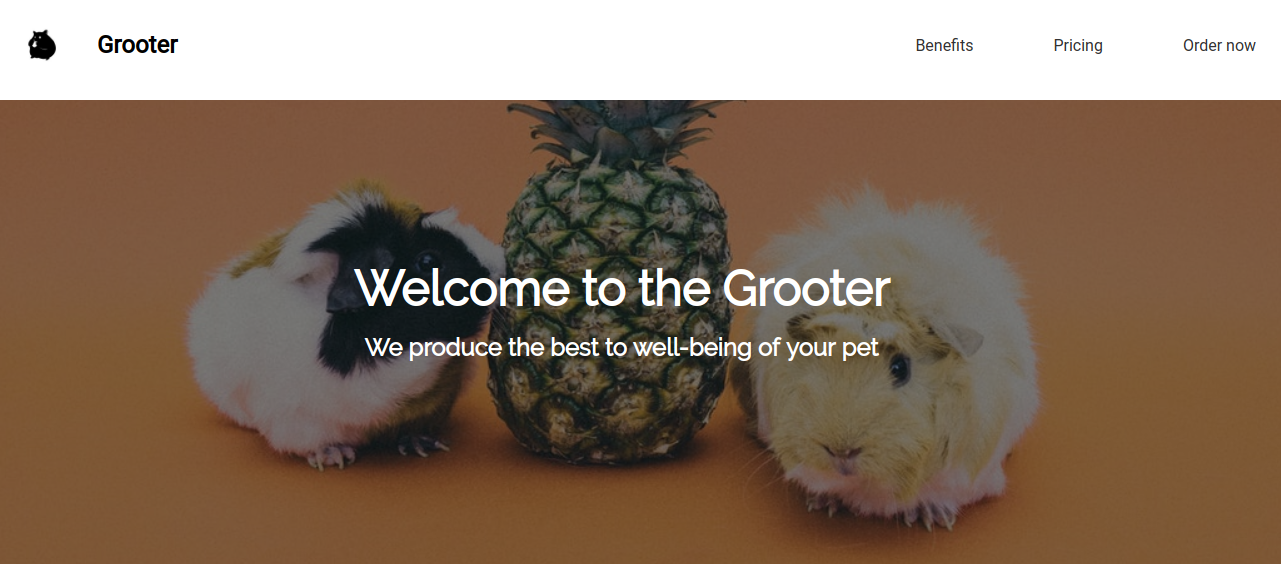 Grooter
Benefits
Pricing
Order now
Welcome to the Grooter
We produce the best to well-being of your pet